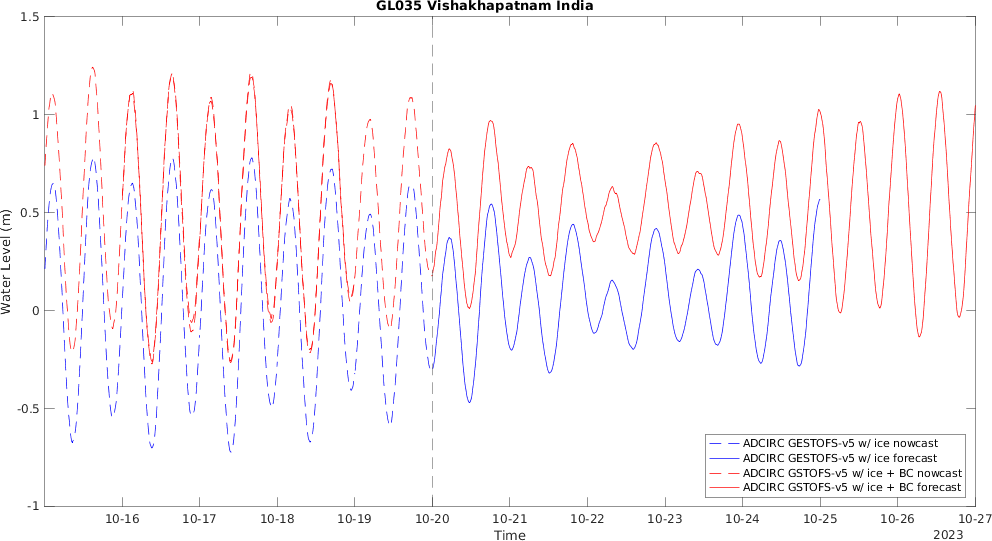 GL035 Vishakhapatnam India
Water Level (m)
1.5
1
0.5
0
-0.5
-1
10-16 10-17 10-18 10-19 10-20 10-21 10-22 10-23 10-24 10-25 10-26 10-27
Time
2023
ADCIRC GESTOFS-v5 w/ ice nowcast
ADCIRC GESTOFS-v5 w/ ice forecast
ADCIRC GSTOFS-v5 w/ ice + BC nowcast
ADCIRC GSTOFS-v5 w/ ice + BC forecast